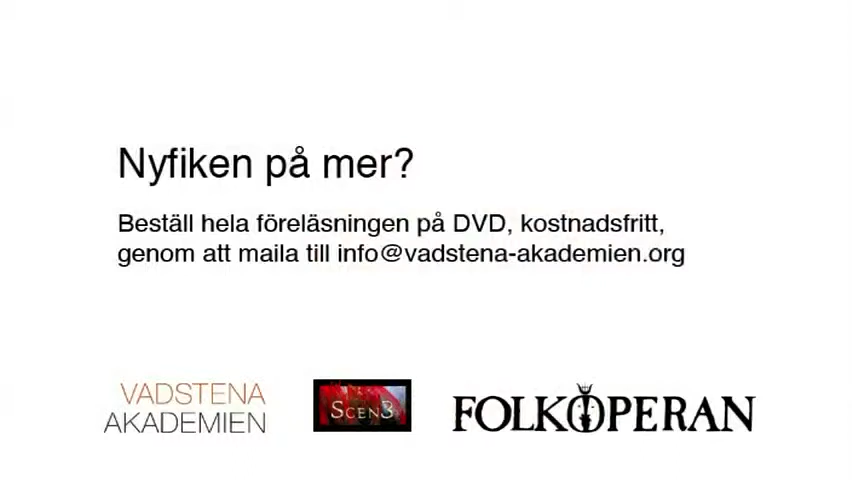 Nyfiken på mer?
Beställ hela föreläsningen på DVD, kostnadsfritt,
genom att maila till info@vadstena-akademien.org
VADSTENA
AKADEMIEN
SCEN3
FOLKOPERAN